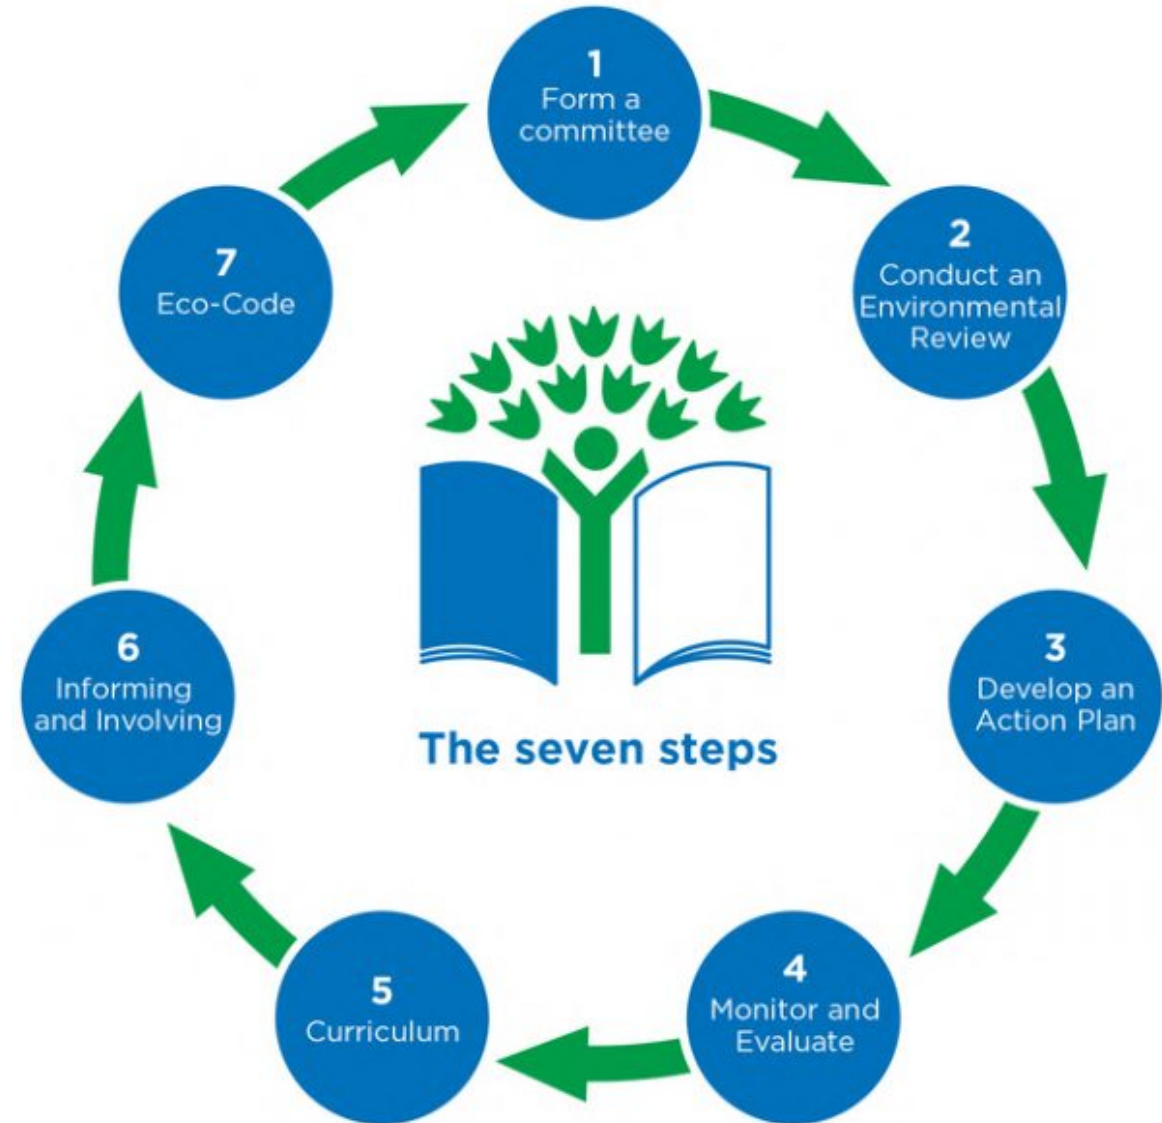 1
Form a
committee
2
Conduct an
Environmental
Review
3
Develop an
Action Plan
4
Monitor and
Evaluate
5
Curriculum
6
Informing
and Involving
7
Eco-Code
The seven steps